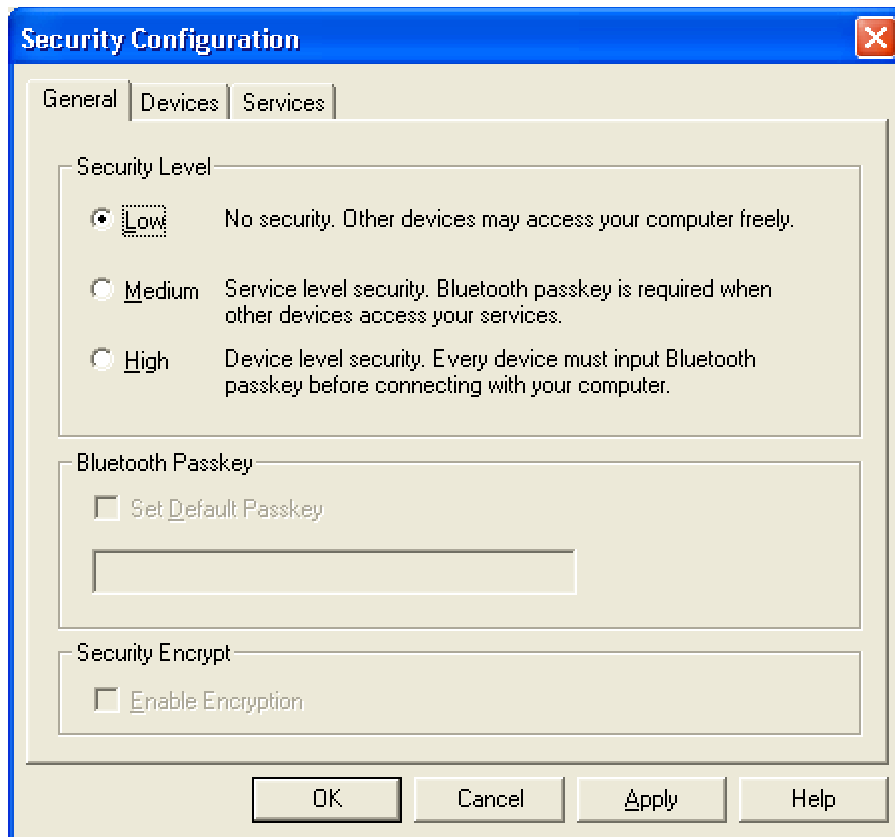 Security Configuration
General Devices Services
Security Level
Low No security. Other devices may access your computer freely.
Medium Service level security. Bluetooth passkey is required when
other devices access your services.
High Device level security. Every device must input Bluetooth
passkey before connecting with your computer.
Bluetooth Passkey
Set Default Passkey
Security Encrypt
Enable Encryption
OK Cancel Apply Help